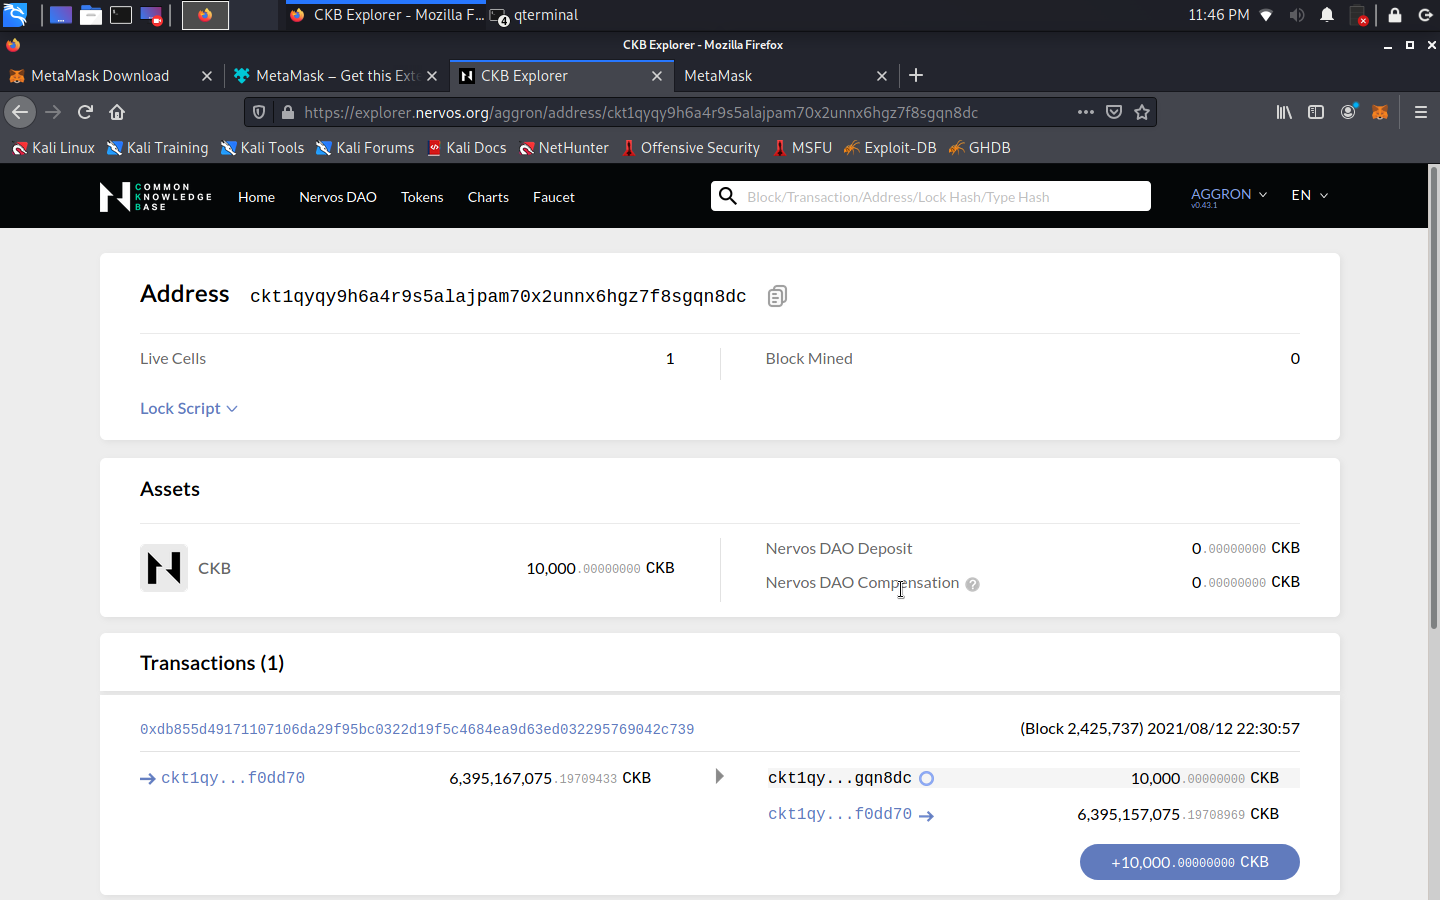 CKB Explorer - Mozilla F... 4 qterminal 11:46 PM
CKB Explorer - Mozilla Firefox
MetaMask Download MetaMask – Get this Exte CKB Explorer MetaMask
https://explorer.nervos.org/aggron/address/ckt1qyqy9h6a4r9s5alajpam70x2unnx6hgz7f8sgqn8dc
Kali Linux Kali Training Kali Tools Kali Forums Kali Docs NetHunter Offensive Security MSFU Exploit-DB GHDB
COMMON
KNOWLEDGE
BASE
Home Nervos DAO Tokens Charts Faucet Block/Transaction/Address/Lock Hash/Type Hash AGGRON EN
v0.43.1
Address ckt1qyqy9h6a4r9s5alajpam70x2unnx6hgz7f8sgqn8dc
Live Cells 1 Block Mined 0
Lock Script
Assets
CKB 10,000.00000000 CKB
Nervos DAO Deposit 0.00000000 CKB
Nervos DAO Compensation ? 0.00000000 CKB
Transactions (1)
0xdb855d49171107106da29f95bc0322d19f5c4684ea9d63ed032295769042c739 (Block 2,425,737) 2021/08/12 22:30:57
ckt1qy...f0dd70 6,395,167,075.19709433 CKB ckt1qy...gqn8dc 10,000.00000000 CKB
ckt1qy...f0dd70 6,395,157,075.19708969 CKB
+10,000.00000000 CKB